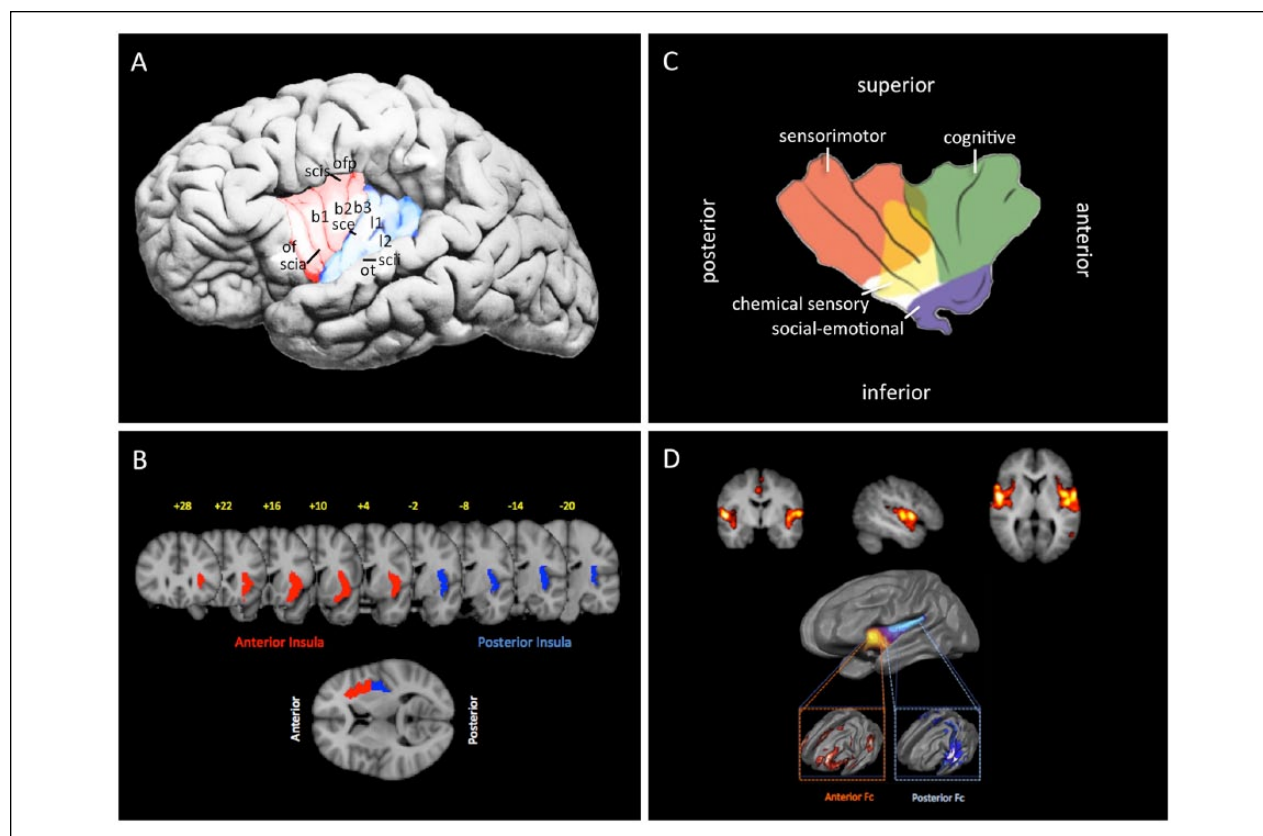 A
ofp
scis
b1
b2
b3
sce
l1
l2
of
scia
scii
ot
C
superior
sensorimotor
cognitive
posterior
anterior
chemical sensory
social-emotional
inferior
B
+28 +22 +16 +10 +4 -2 -8 -14 -20
Anterior Insula Posterior Insula
Anterior
Posterior
D
Anterior Fc Posterior Fc